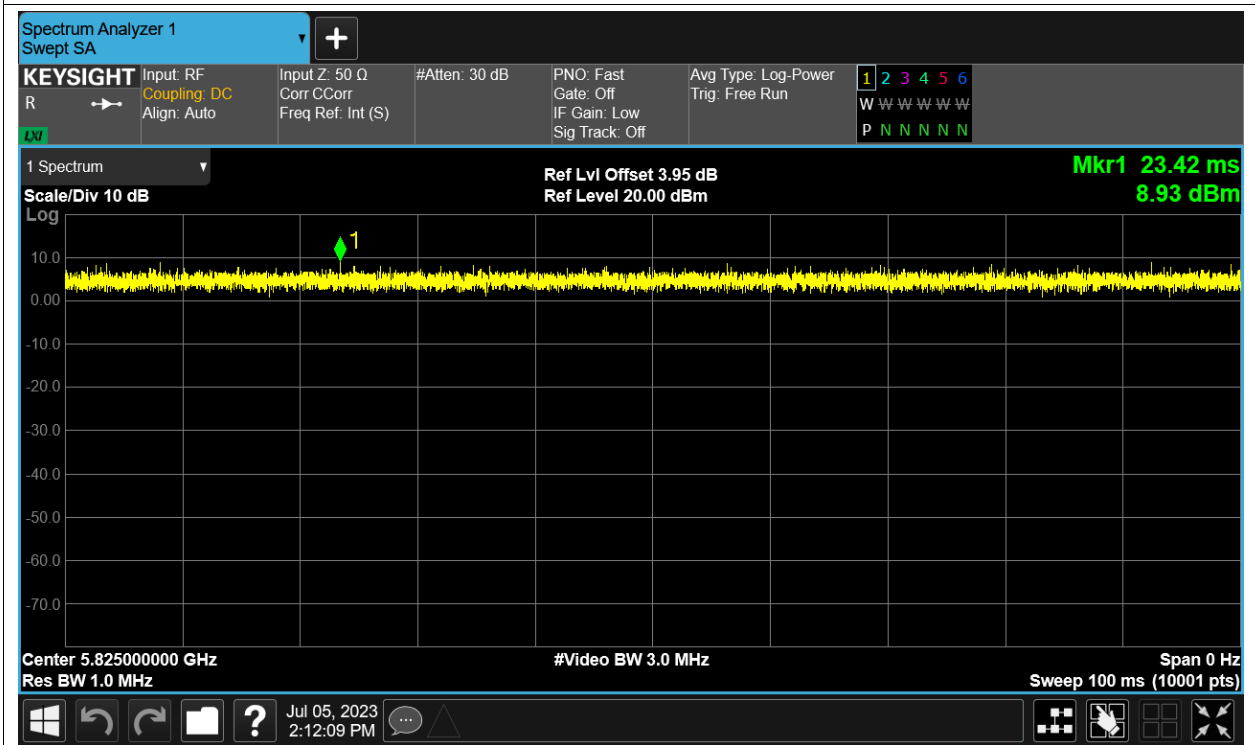 Spectrum Analyzer 1
Swept SA
KEYSIGHT
R
LXI
Input: RF
Coupling: DC
Align: Auto
Input Z: 50 Ω
Corr CCorr
Freq Ref: Int (S)
#Atten: 30 dB
PNO: Fast
Gate: Off
IF Gain: Low
Sig Track: Off
Avg Type: Log-Power
Trig: Free Run
1 2 3 4 5 6
W W W W W W
P N N N N N
1 Spectrum
Scale/Div 10 dB
Log
Ref Lvl Offset 3.95 dB
Ref Level 20.00 dBm
Mkr1 23.42 ms
8.93 dBm
1
10.0
0.00
-10.0
-20.0
-30.0
-40.0
-50.0
-60.0
-70.0
Center 5.825000000 GHz
Res BW 1.0 MHz
#Video BW 3.0 MHz
Span 0 Hz
Sweep 100 ms (10001 pts)
?
Jul 05, 2023
2:12:09 PM